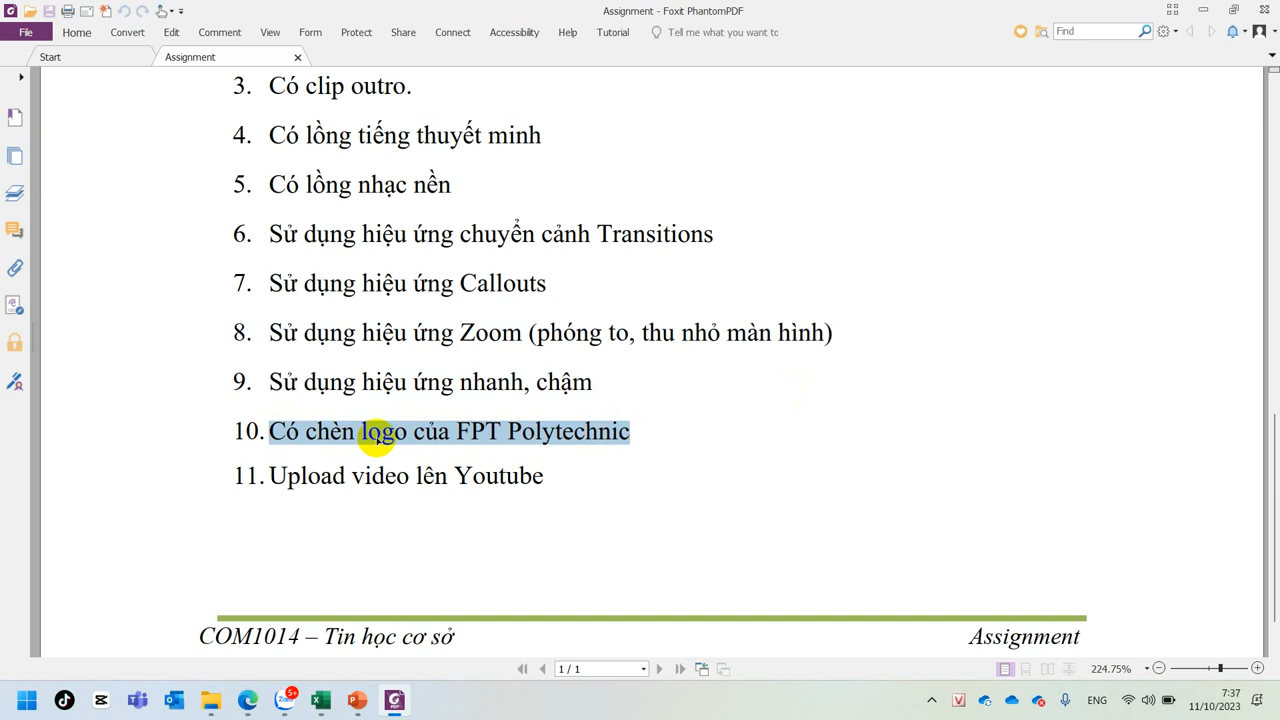 Assignment - Foxit PhantomPDF
File Home Convert Edit Comment View Form Protect Share Connect Accessibility Help Tutorial Tell me what you want to Find
Start Assignment
3. Có clip outro.
4. Có lồng tiếng thuyết minh
5. Có lồng nhạc nền
6. Sử dụng hiệu ứng chuyển cảnh Transitions
7. Sử dụng hiệu ứng Callouts
8. Sử dụng hiệu ứng Zoom (phóng to, thu nhỏ màn hình)
9. Sử dụng hiệu ứng nhanh, chậm
10. Có chèn logo của FPT Polytechnic
11. Upload video lên Youtube
COM1014 – Tin học cơ sở Assignment
1 / 1 224.75%
5+ ENG 7:37
11/10/2023